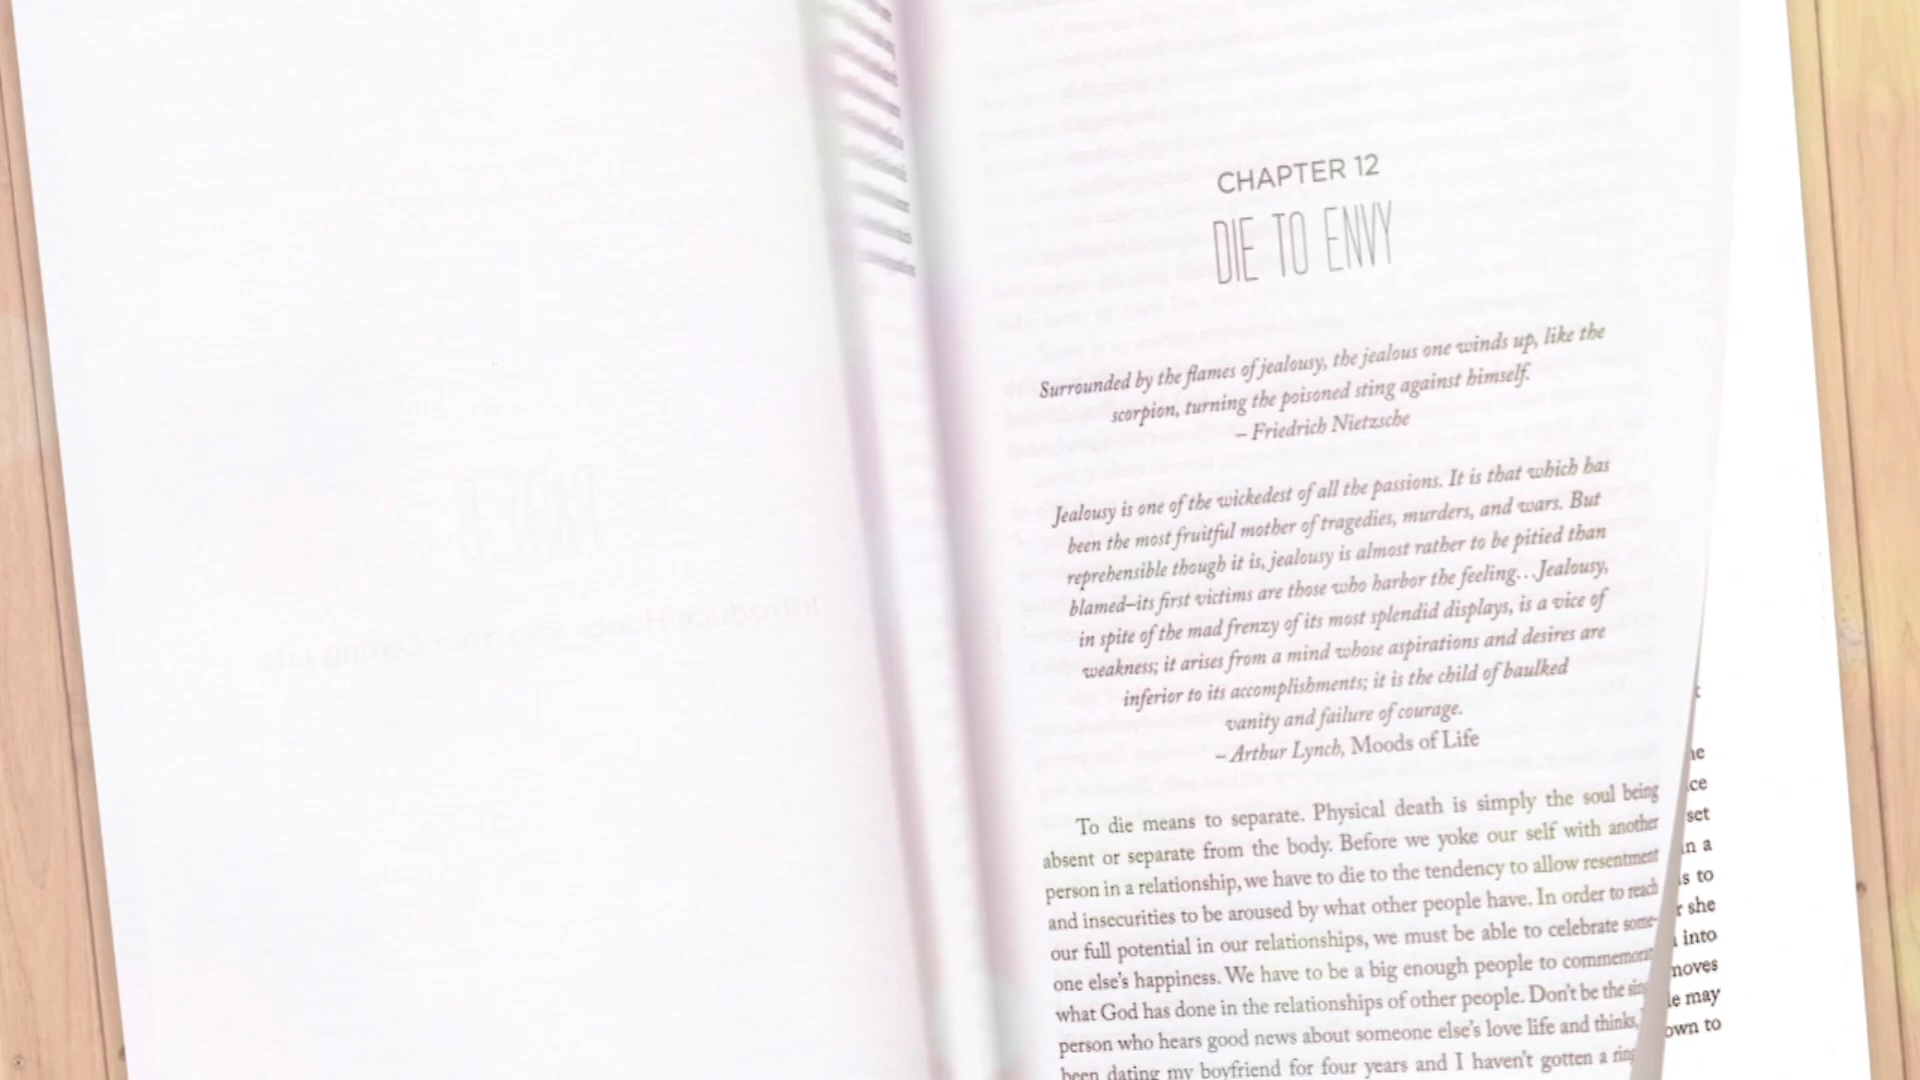 CHAPTER 12
DIE TO ENVY
Surrounded by the flames of jealousy, the jealous one winds up, like the
scorpion, turning the poisoned sting against himself.
– Friedrich Nietzsche
Jealousy is one of the wickedest of all the passions. It is that which has
been the most fruitful mother of tragedies, murders, and wars. But
reprehensible though it is, jealousy is almost rather to be pitied than
blamed–its first victims are those who harbor the feeling…Jealousy,
in spite of the mad frenzy of its most splendid displays, is a vice of
weakness; it arises from a mind whose aspirations and desires are
inferior to its accomplishments; it is the child of baulked
vanity and failure of courage.
– Arthur Lynch, Moods of Life
To die means to separate. Physical death is simply the soul being
absent or separate from the body. Before we yoke our self with another
person in a relationship, we have to die to the tendency to allow resentment
and insecurities to be aroused by what other people have. In order to reach
our full potential in our relationships, we must be able to celebrate some-
one else's happiness. We have to be a big enough people to commemorate
what God has done in the relationships of other people. Don't be the
person who hears good news about someone else's love life and thinks,
been dating my boyfriend for four years and I haven't gotten a ring
set
in a
to
she
into
may
to